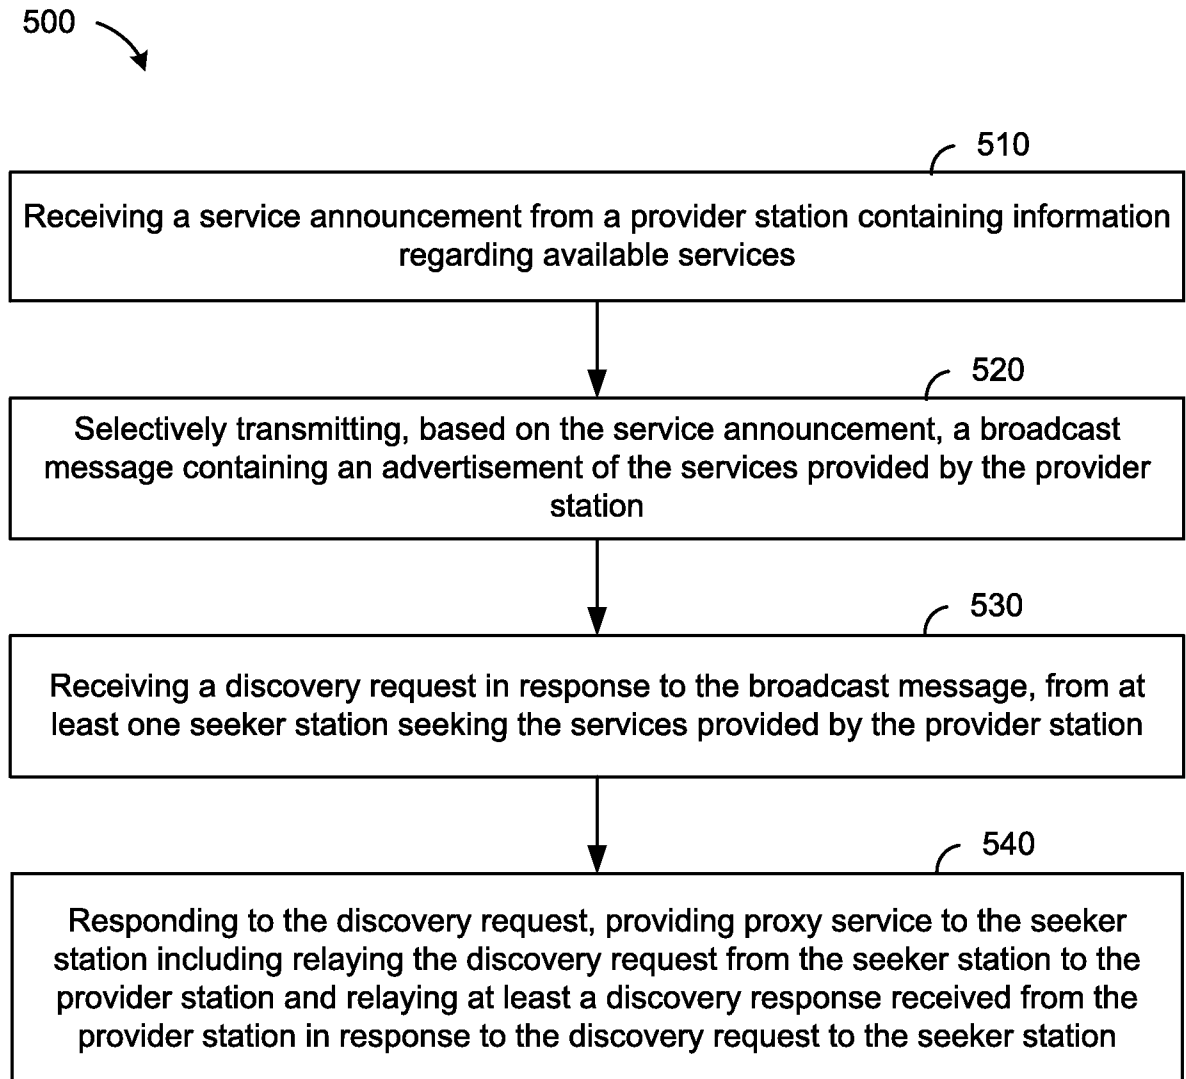 500
510
Receiving a service announcement from a provider station containing information
regarding available services
520
Selectively transmitting, based on the service announcement, a broadcast
message containing an advertisement of the services provided by the provider
station
530
Receiving a discovery request in response to the broadcast message, from at
least one seeker station seeking the services provided by the provider station
540
Responding to the discovery request, providing proxy service to the seeker
station including relaying the discovery request from the seeker station to the
provider station and relaying at least a discovery response received from the
provider station in response to the discovery request to the seeker station